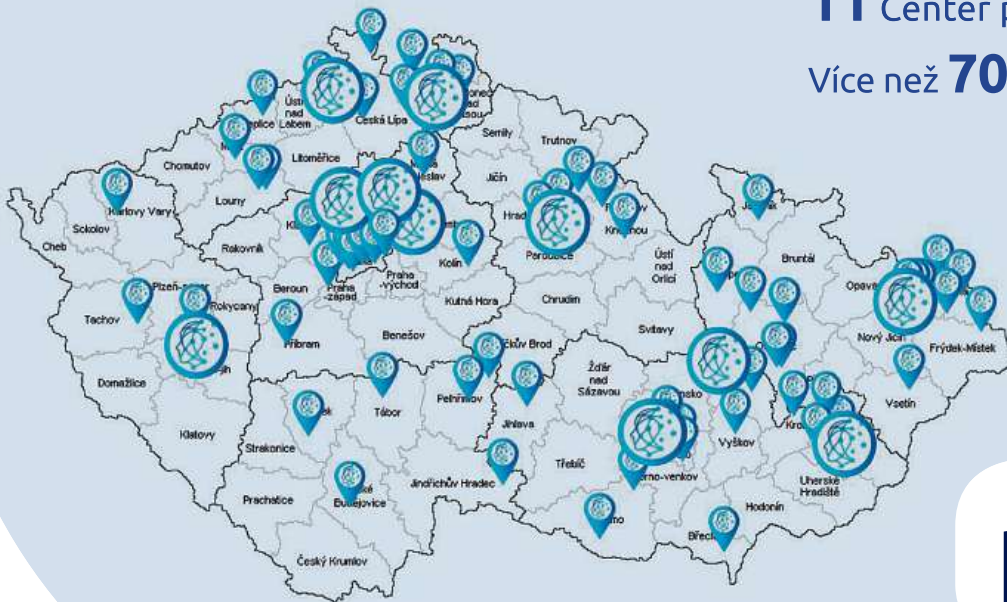 11 Center p
Více než 70
Ústí
nad
Labem
Česká Lípa
Semily
Trutnov
Chomutov
Litoměřice
Jičín
Karlovy Vary
Louny
Sokolov
Cheb
Rakovník
Kolín
Pardubice
Ústí
nad
Orlicí
Bruntál
Beroun
Praha
-západ
Praha
-východ
Rokycany
Kutná Hora
Chrudim
Tachov
Příbram
Benešov
Svitavy
Nový Jičín
Frýdek-Místek
Domažlice
Žďár
nad
Sázavou
Tábor
Pelhřimov
Jihlava
Vsetín
Klatovy
Strakonice
Vyškov
Třebíč
Prachatice
Jindřichův Hradec
Uherské
Hradiště
Hodonín
Český Krumlov